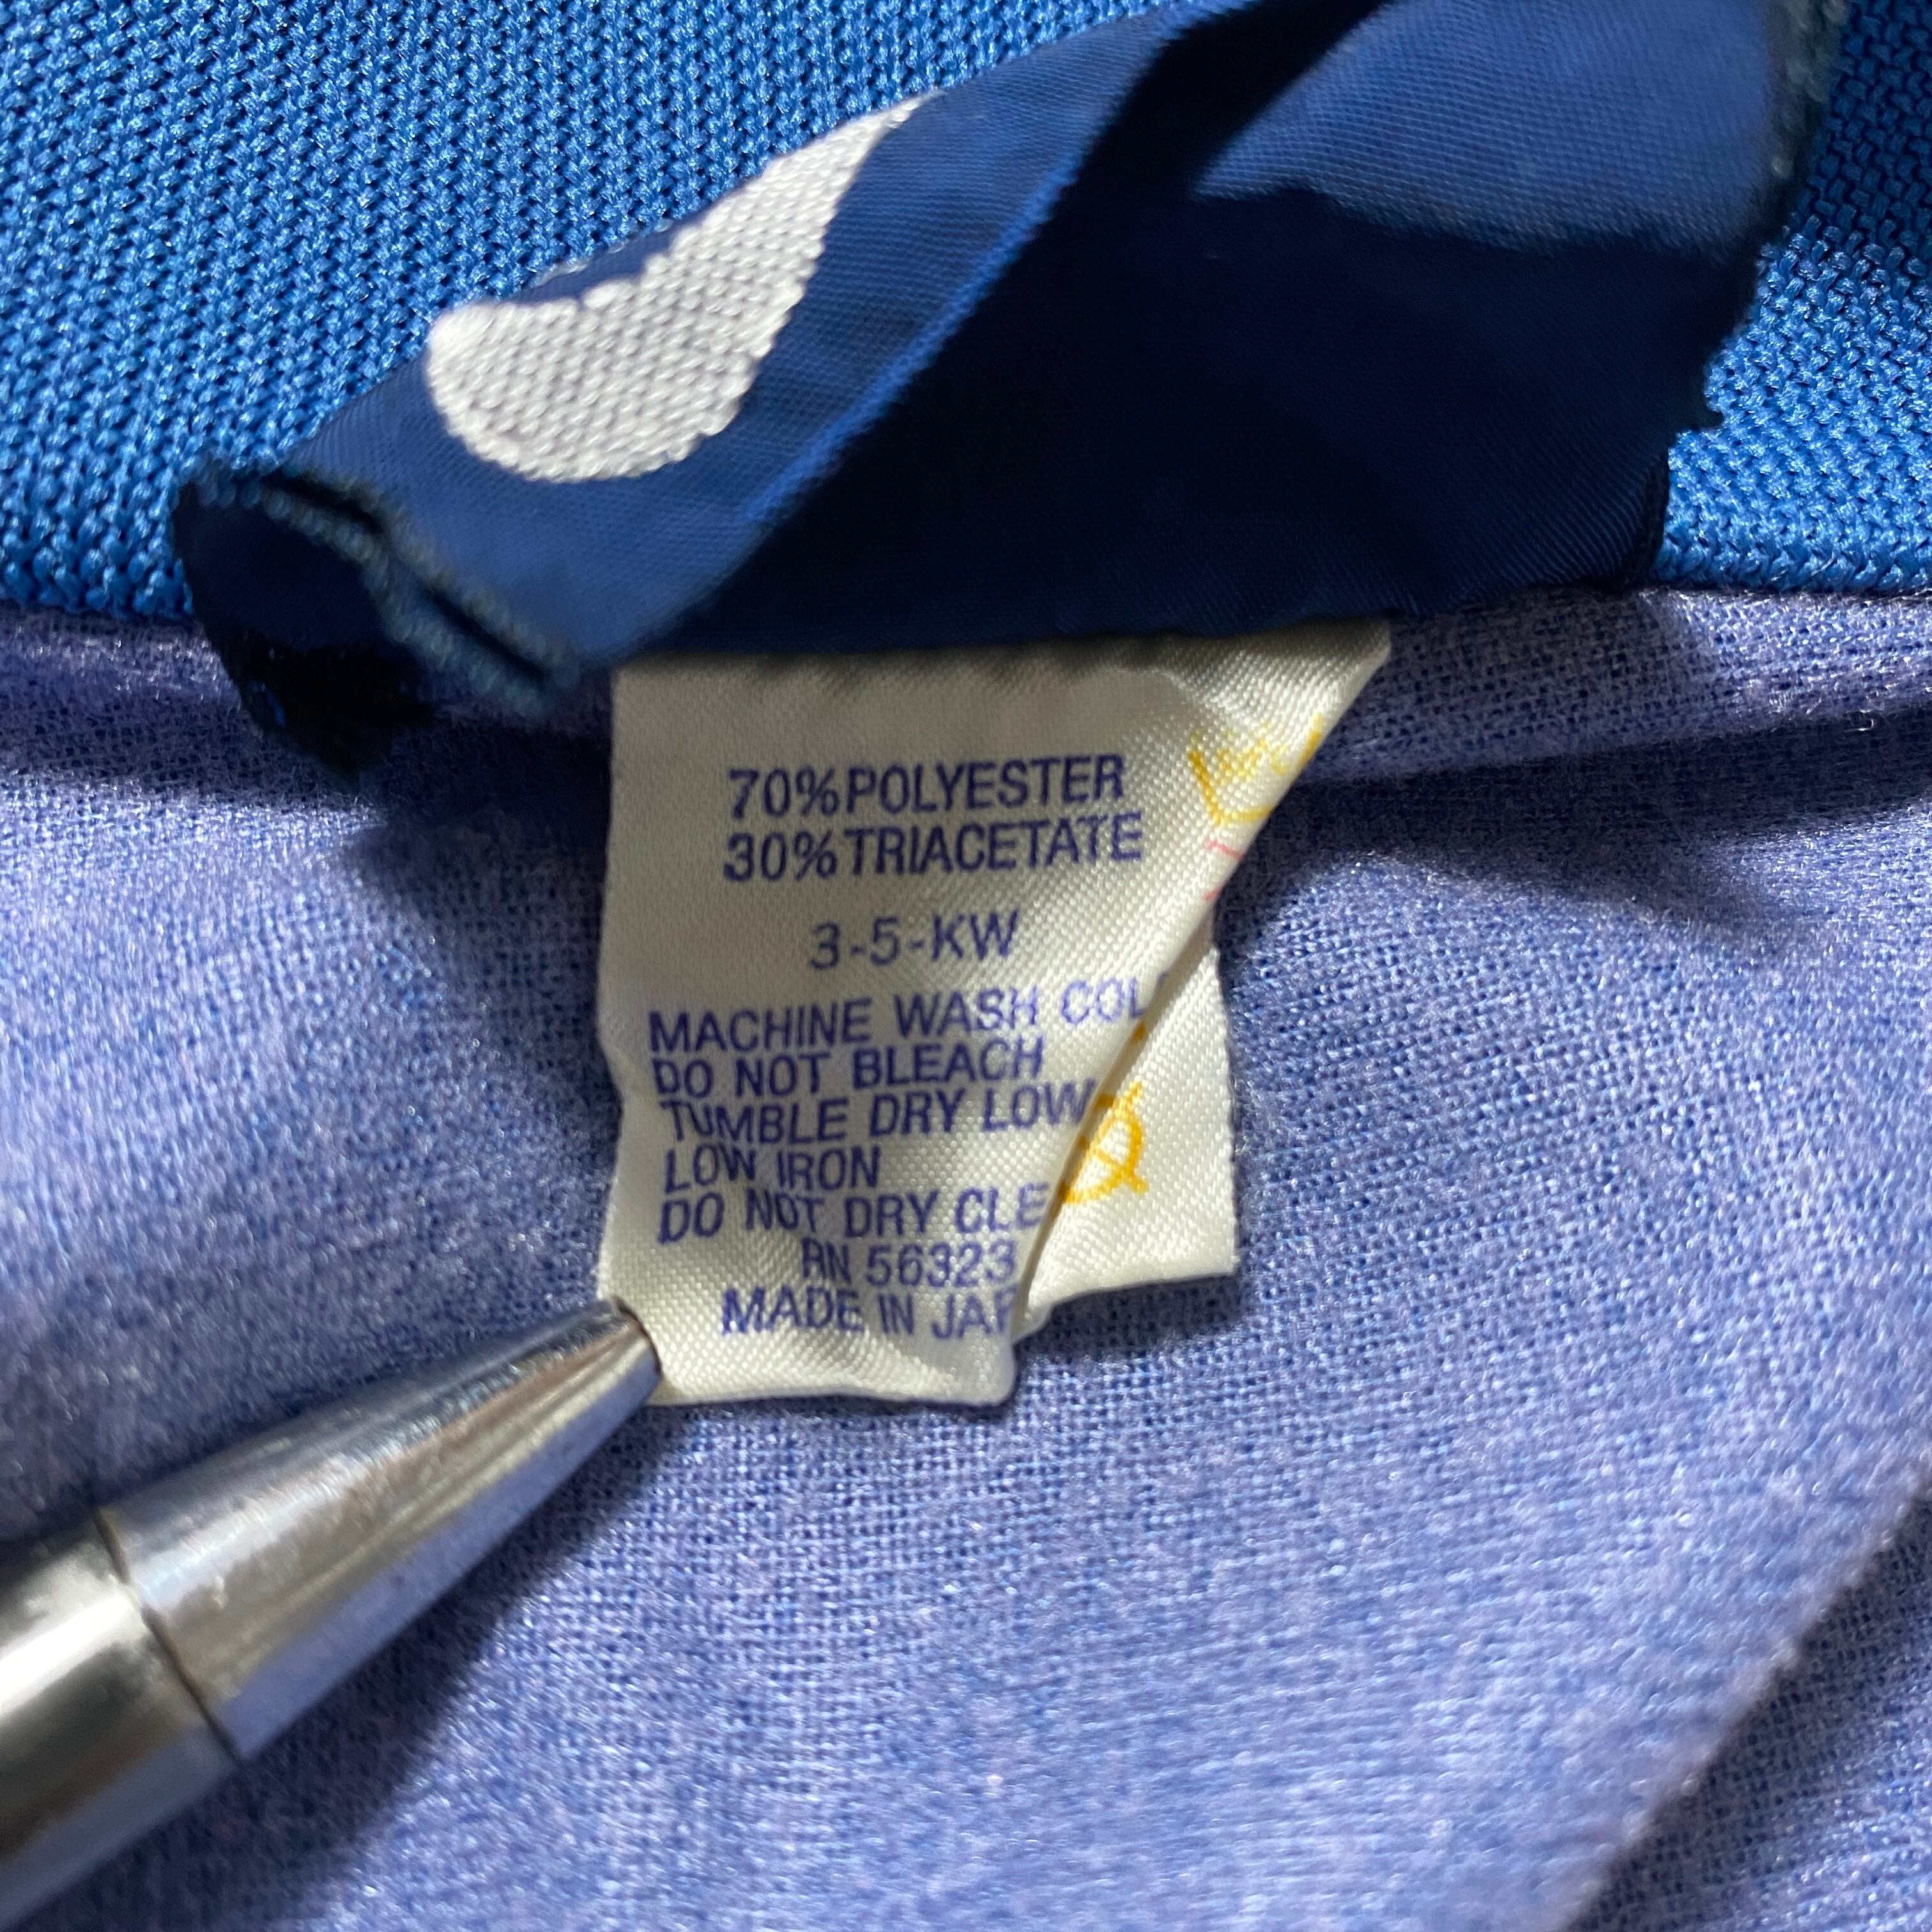 70%POLYESTER
30%TRIACETATE
3-5-KW
MACHINE WASH COL
DO NOT BLEACH
TUMBLE DRY LOW
LOW IRON
DO NOT DRY CLE
RN 56323
MADE IN JAP